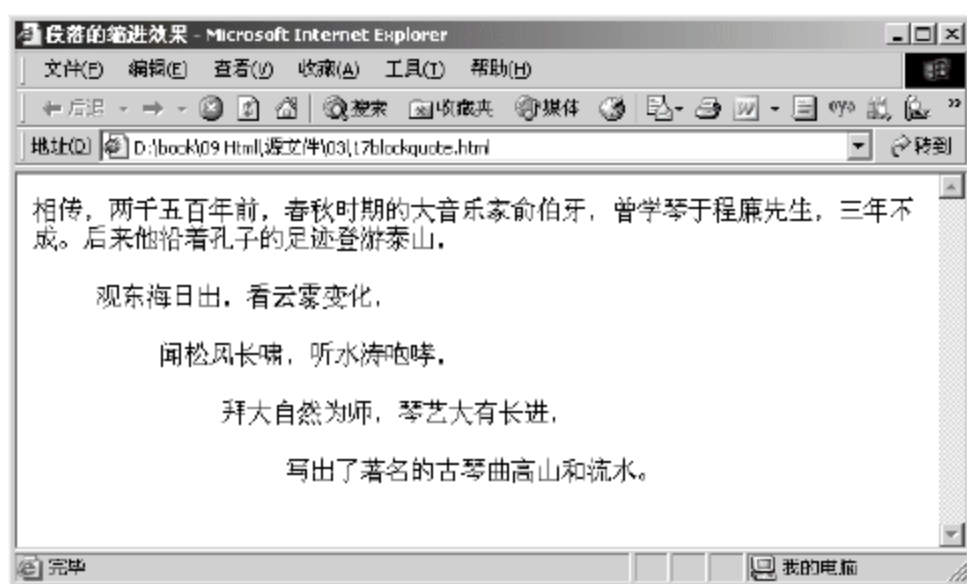 段落的缩进效果 - Microsoft Internet Explorer
文件(F) 编辑(E) 查看(V) 收藏(A) 工具(T) 帮助(H)
后退 搜索 收藏夹 媒体
地址(D) D:\book\09 Html\源文件\03\17blockquote.html 转到
相传，两千五百年前，春秋时期的大音乐家俞伯牙，曾学琴于程廉先生，三年不
成。后来他沿着孔子的足迹登游泰山，
观东海日出，看云雾变化，
闻松风长啸，听水涛咆哮，
拜大自然为师，琴艺大有长进，
写出了著名的古琴曲高山和流水。
完毕 我的电脑